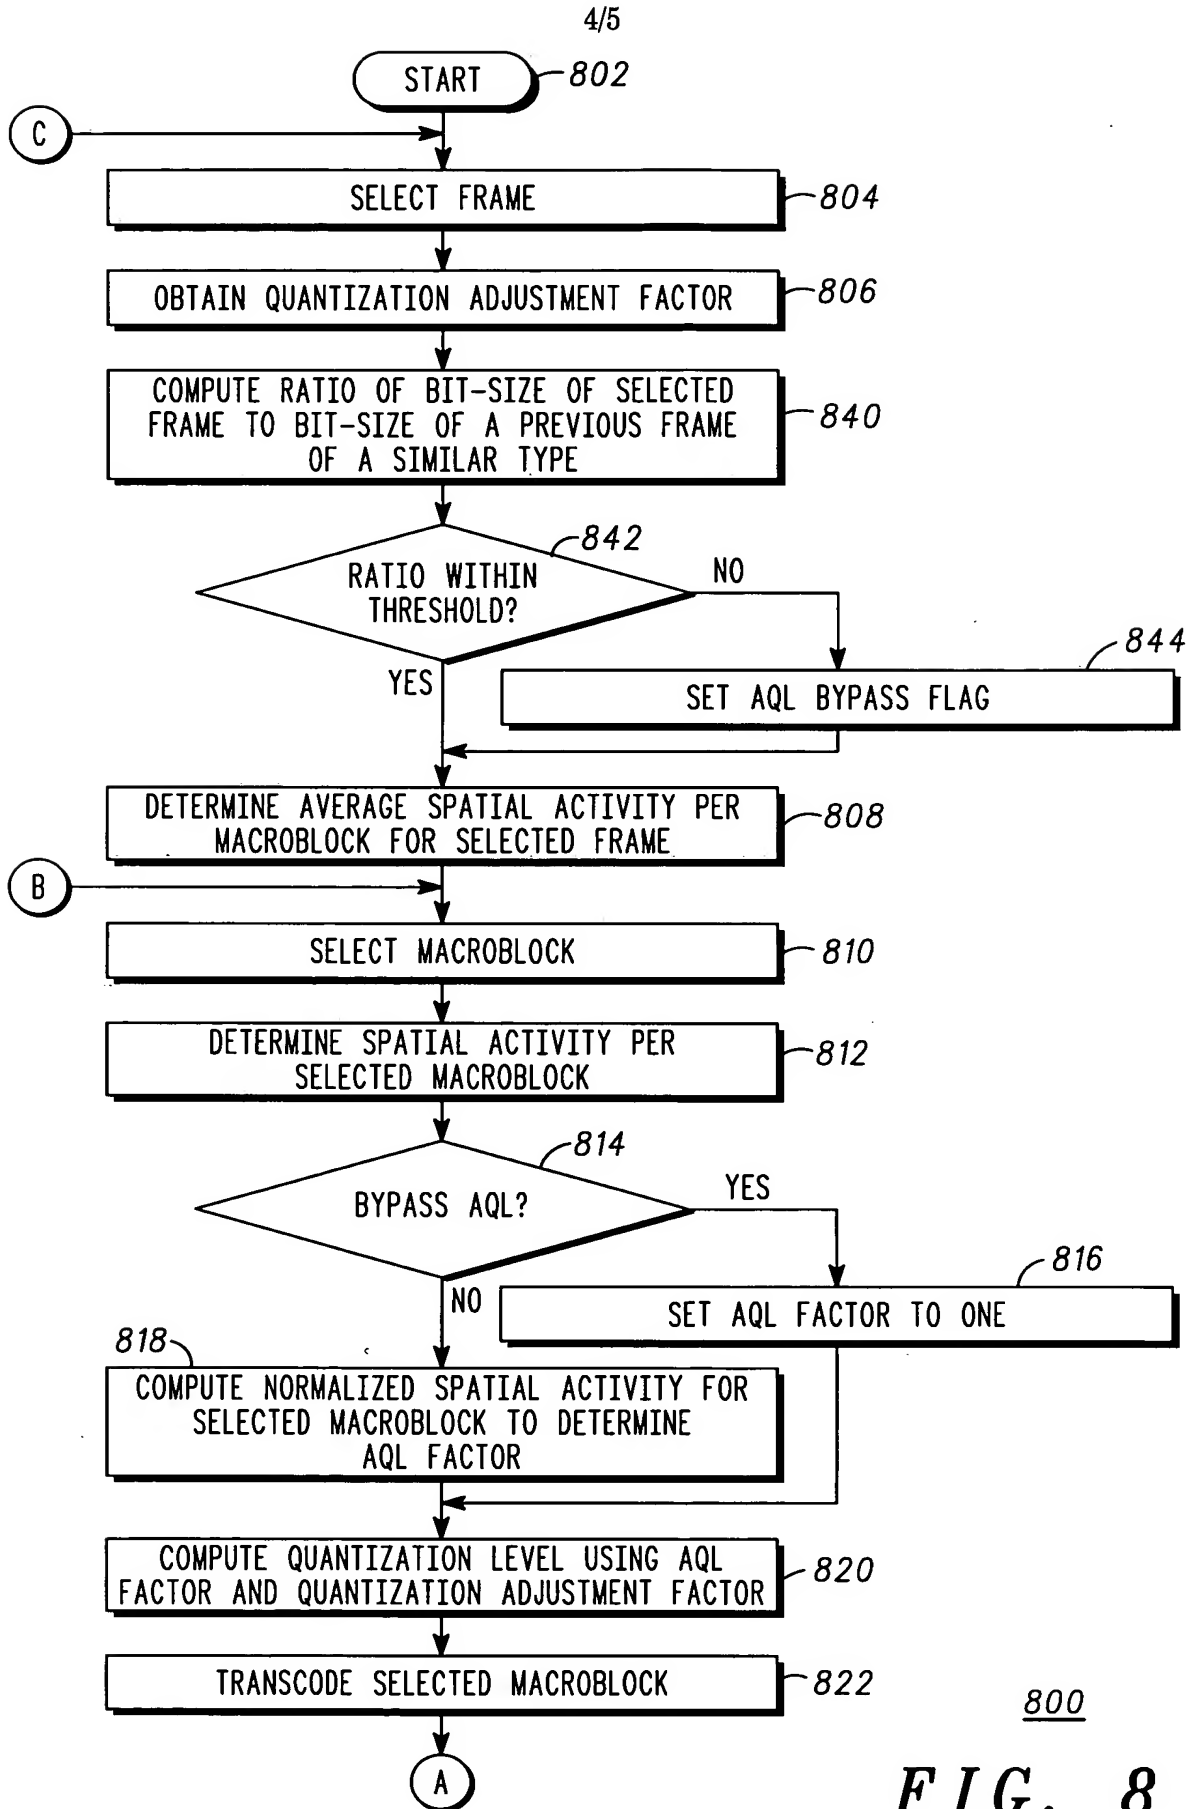 4/5
START
802
C
SELECT FRAME
804
OBTAIN QUANTIZATION ADJUSTMENT FACTOR
806
COMPUTE RATIO OF BIT-SIZE OF SELECTED
FRAME TO BIT-SIZE OF A PREVIOUS FRAME
OF A SIMILAR TYPE
840
842
RATIO WITHIN
THRESHOLD?
NO
YES
844
SET AQL BYPASS FLAG
DETERMINE AVERAGE SPATIAL ACTIVITY PER
MACROBLOCK FOR SELECTED FRAME
808
B
SELECT MACROBLOCK
810
DETERMINE SPATIAL ACTIVITY PER
SELECTED MACROBLOCK
812
814
BYPASS AQL?
YES
NO
816
SET AQL FACTOR TO ONE
818
COMPUTE NORMALIZED SPATIAL ACTIVITY FOR
SELECTED MACROBLOCK TO DETERMINE
AQL FACTOR
COMPUTE QUANTIZATION LEVEL USING AQL
FACTOR AND QUANTIZATION ADJUSTMENT FACTOR
820
TRANSCODE SELECTED MACROBLOCK
822
A
800
FIG. 8